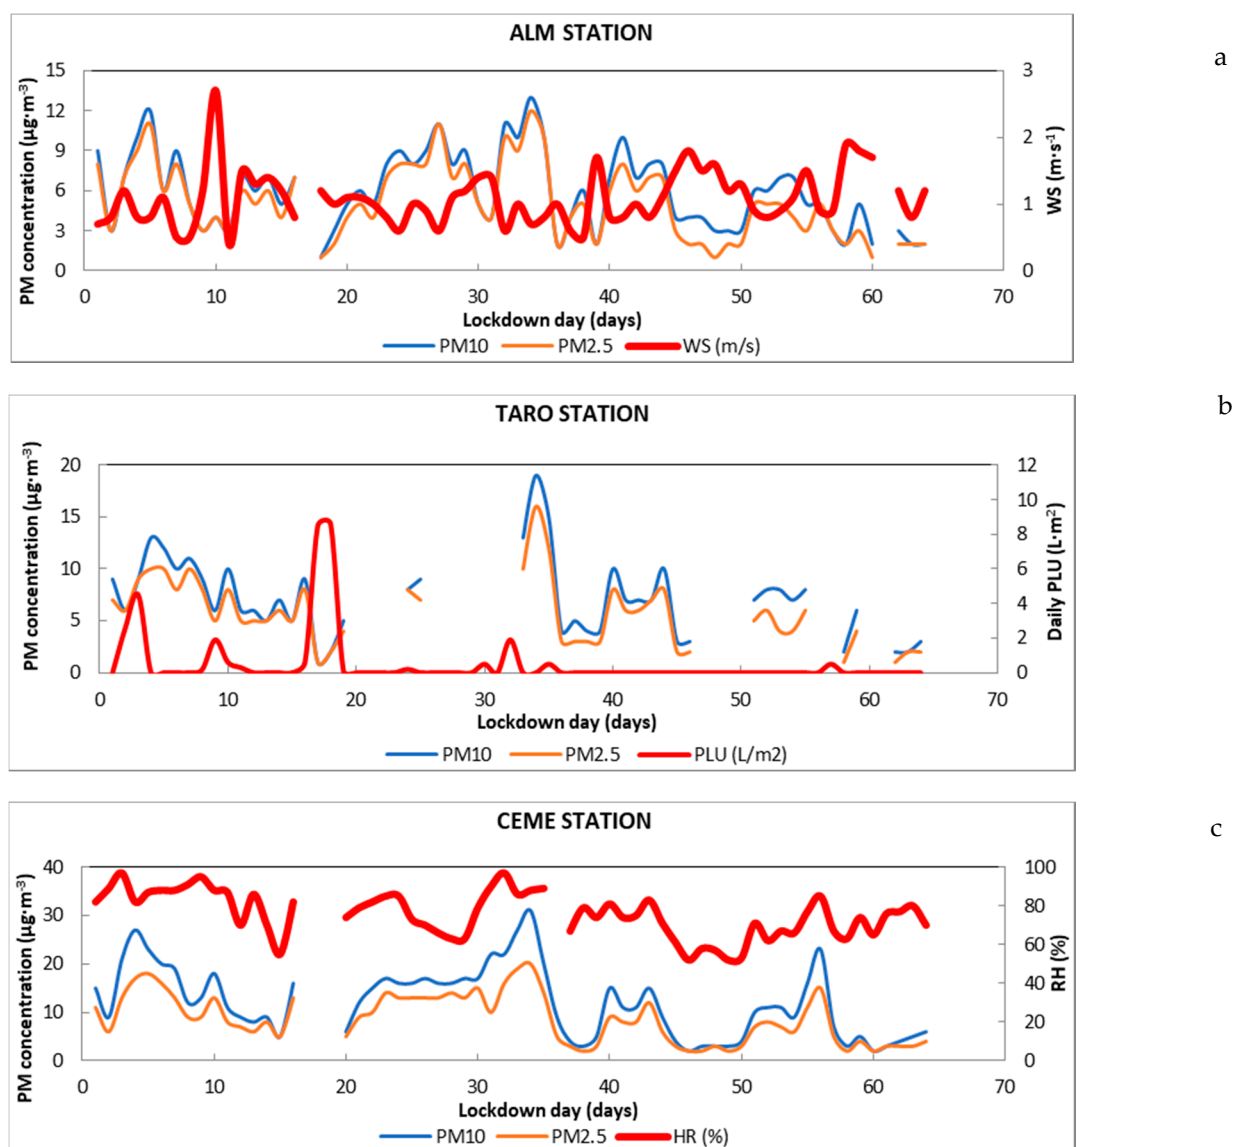 ALM STATION
a
PM concentration (µg·m-3)
15
12
9
6
3
0
3
2
1
0
WS (m·s-1)
0 10 20 30 40 50 60 70
Lockdown day (days)
PM10 PM2.5 WS (m/s)
TARO STATION
b
PM concentration (µg·m-3)
20
15
10
5
0
12
10
8
6
4
2
0
Daily PLU (L·m2)
0 10 20 30 40 50 60 70
Lockdown day (days)
PM10 PM2.5 PLU (L/m2)
CEME STATION
c
PM concentration (µg·m-3)
40
30
20
10
0
100
80
60
40
20
0
RH (%)
0 10 20 30 40 50 60 70
Lockdown day (days)
PM10 PM2.5 HR (%)